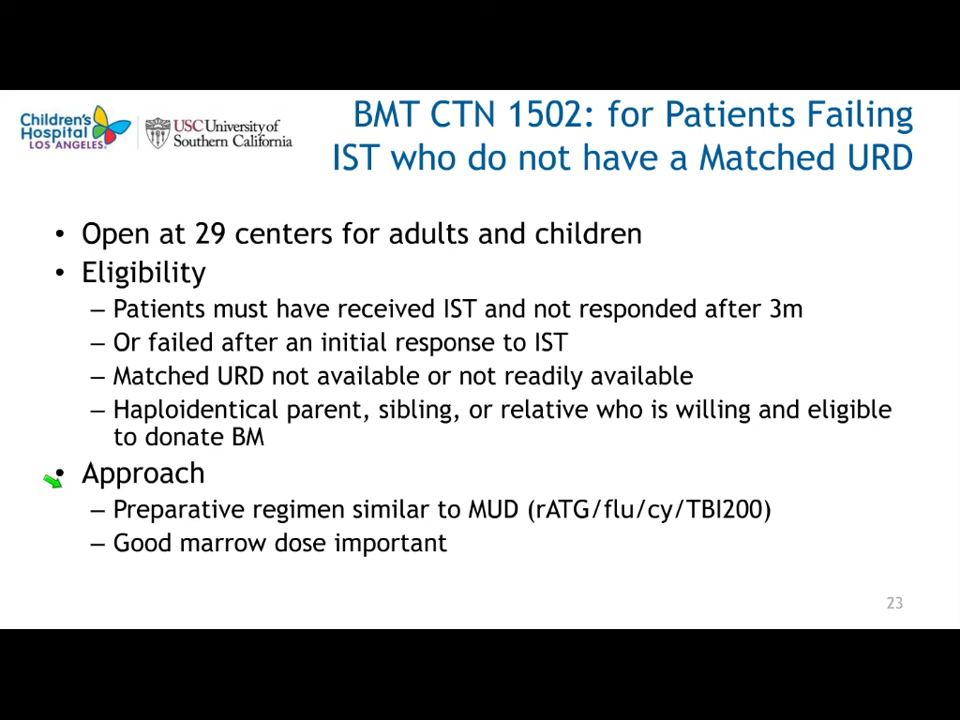 Children's
Hospital
LOS ANGELES
USC University of
Southern California
BMT CTN 1502: for Patients Failing
IST who do not have a Matched URD
• Open at 29 centers for adults and children
• Eligibility
– Patients must have received IST and not responded after 3m
– Or failed after an initial response to IST
– Matched URD not available or not readily available
– Haploidentical parent, sibling, or relative who is willing and eligible
to donate BM
• Approach
– Preparative regimen similar to MUD (rATG/flu/cy/TBI200)
– Good marrow dose important
23